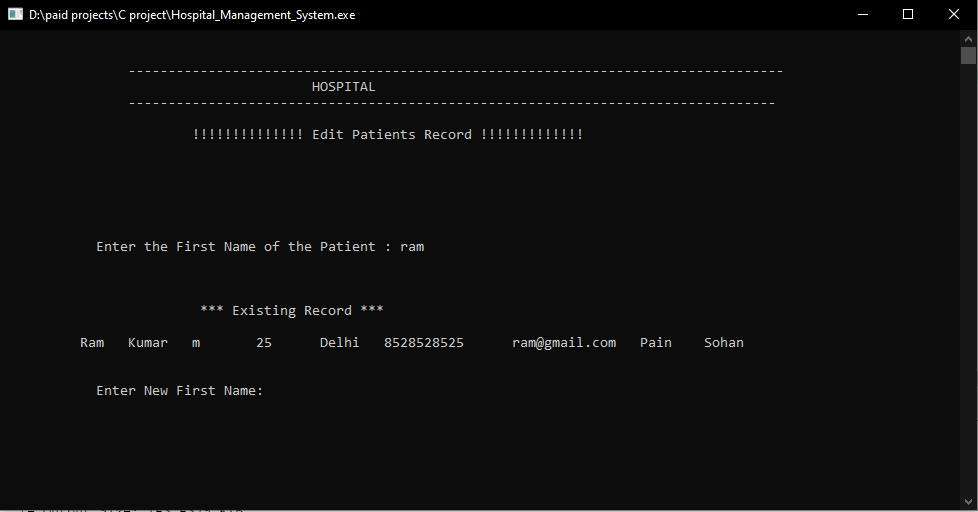 D:\paid projects\C project\Hospital_Management_System.exe
----------------------------------------------------------------------------------
HOSPITAL
---------------------------------------------------------------------------------
!!!!!!!!!!!!!! Edit Patients Record !!!!!!!!!!!!!
Enter the First Name of the Patient : ram
*** Existing Record ***
Ram Kumar m 25 Delhi 8528528525 ram@gmail.com Pain Sohan
Enter New First Name: